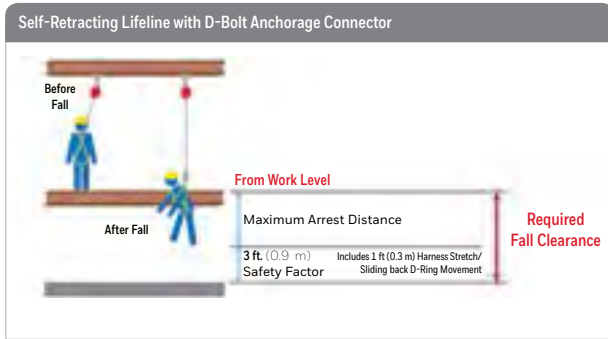 Self-Retracting Lifeline with D-Bolt Anchorage Connector
Before
Fall
From Work Level
After Fall
Maximum Arrest Distance
3 ft. (0.9 m)
Safety Factor
Includes 1 ft (0.3 m) Harness Stretch/
Sliding back D-Ring Movement
Required
Fall Clearance